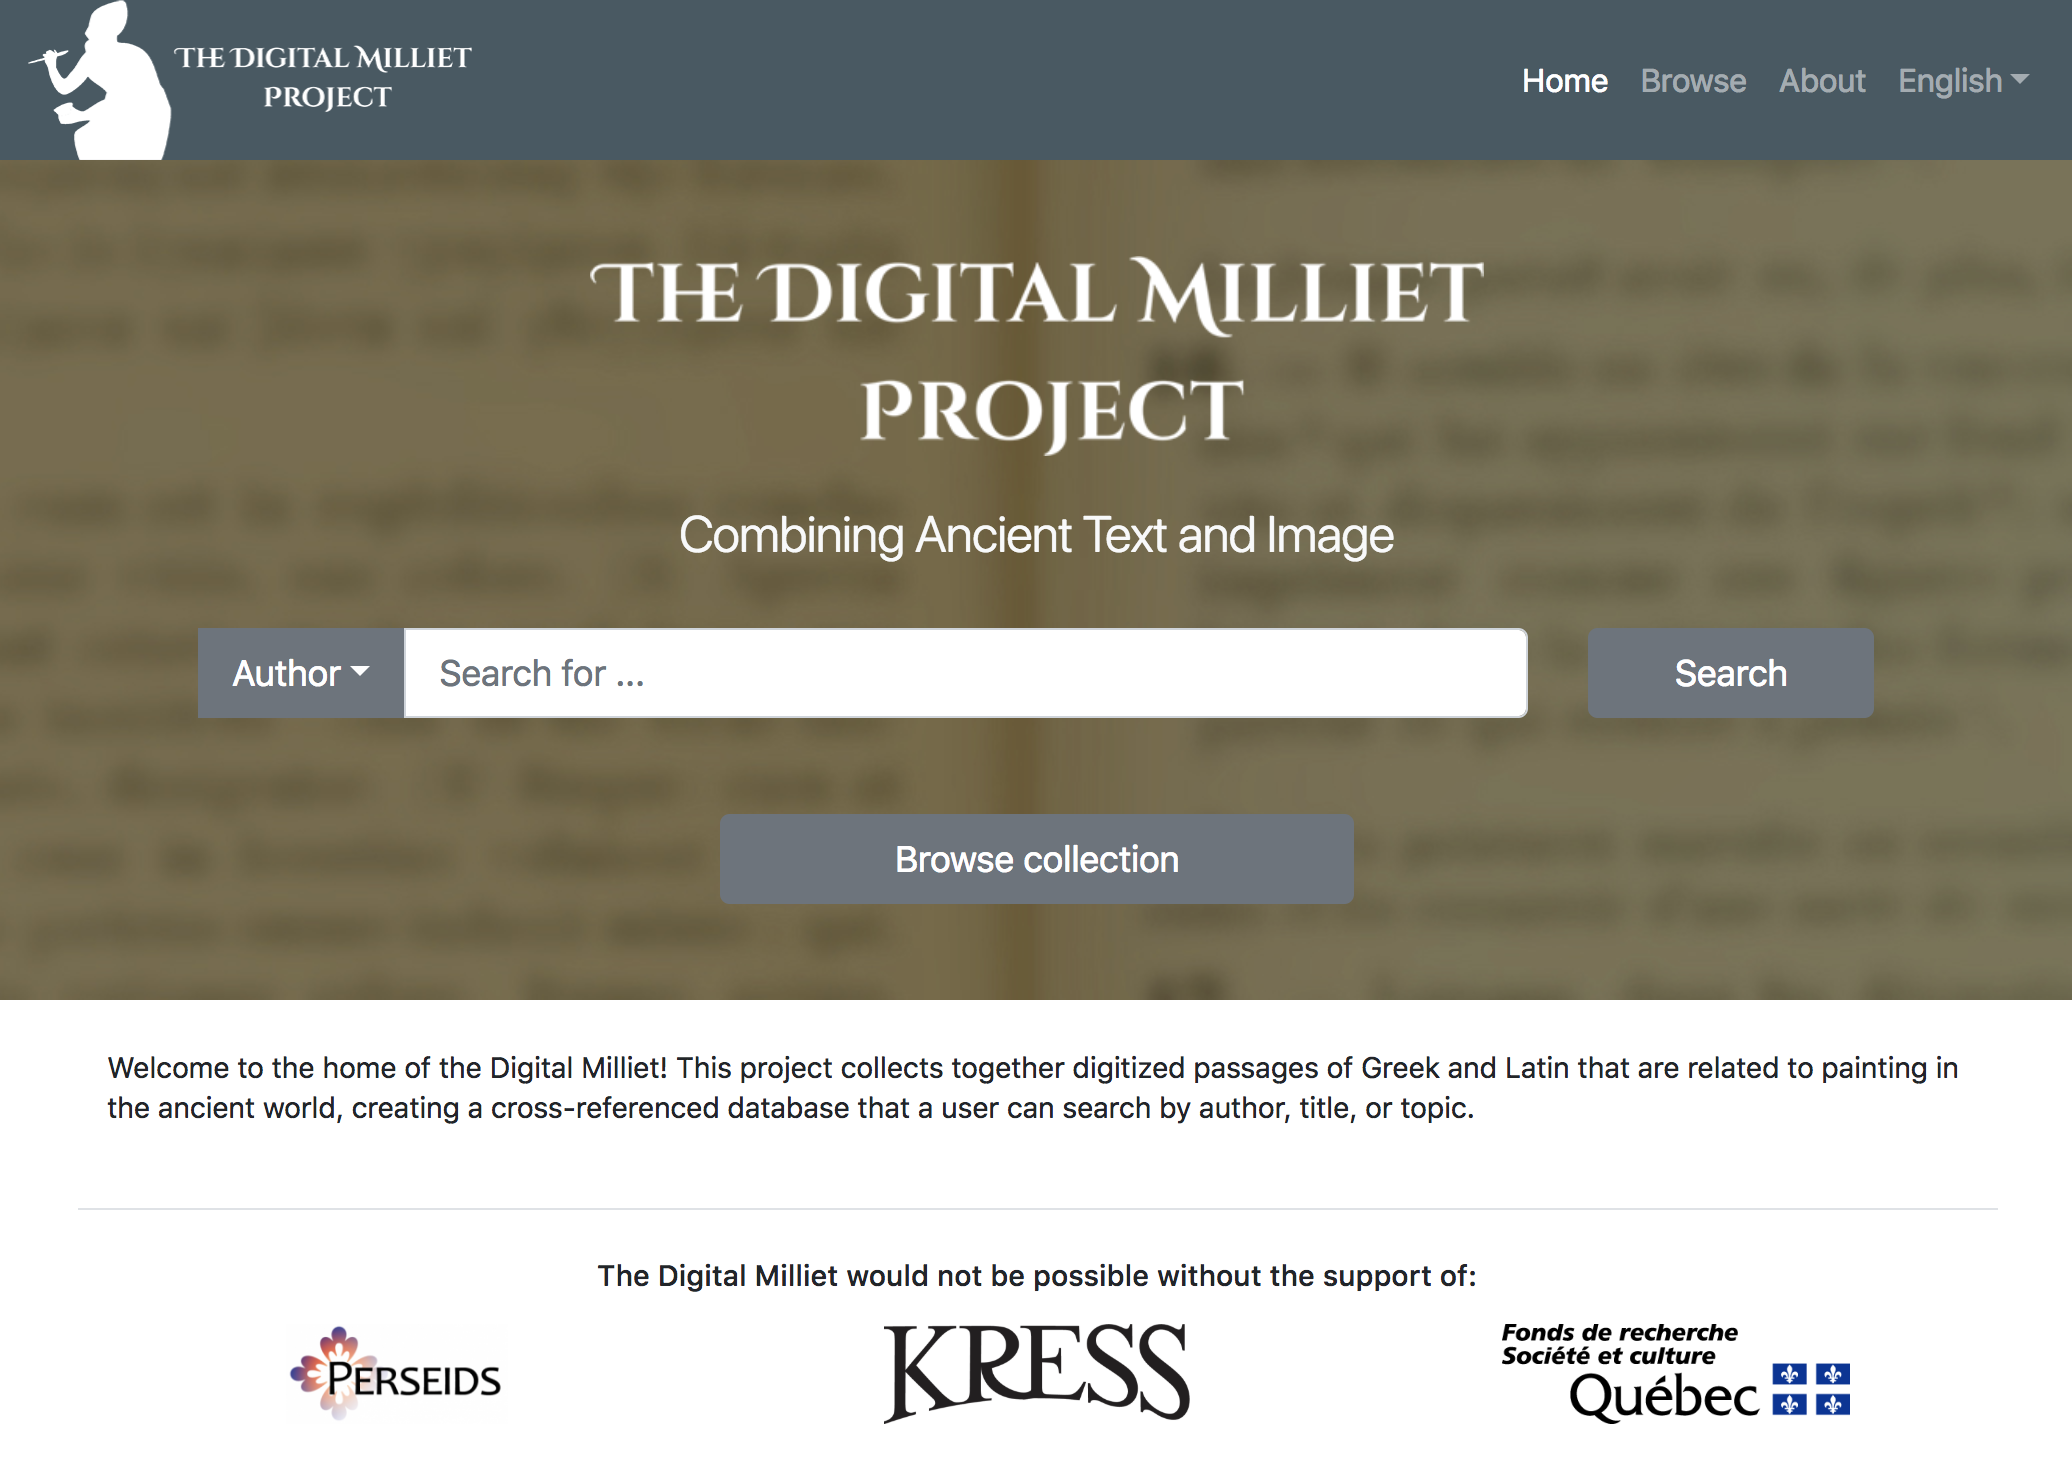 THE DIGITAL MILLIET
PROJECT
Home Browse About English
THE DIGITAL MILLIET
PROJECT
Combining Ancient Text and Image
Author Search for ... Search
Browse collection
Welcome to the home of the Digital Milliet! This project collects together digitized passages of Greek and Latin that are related to painting in
the ancient world, creating a cross-referenced database that a user can search by author, title, or topic.
The Digital Milliet would not be possible without the support of:
PERSEIDS
KRESS
Fonds de recherche
Société et culture
Québec